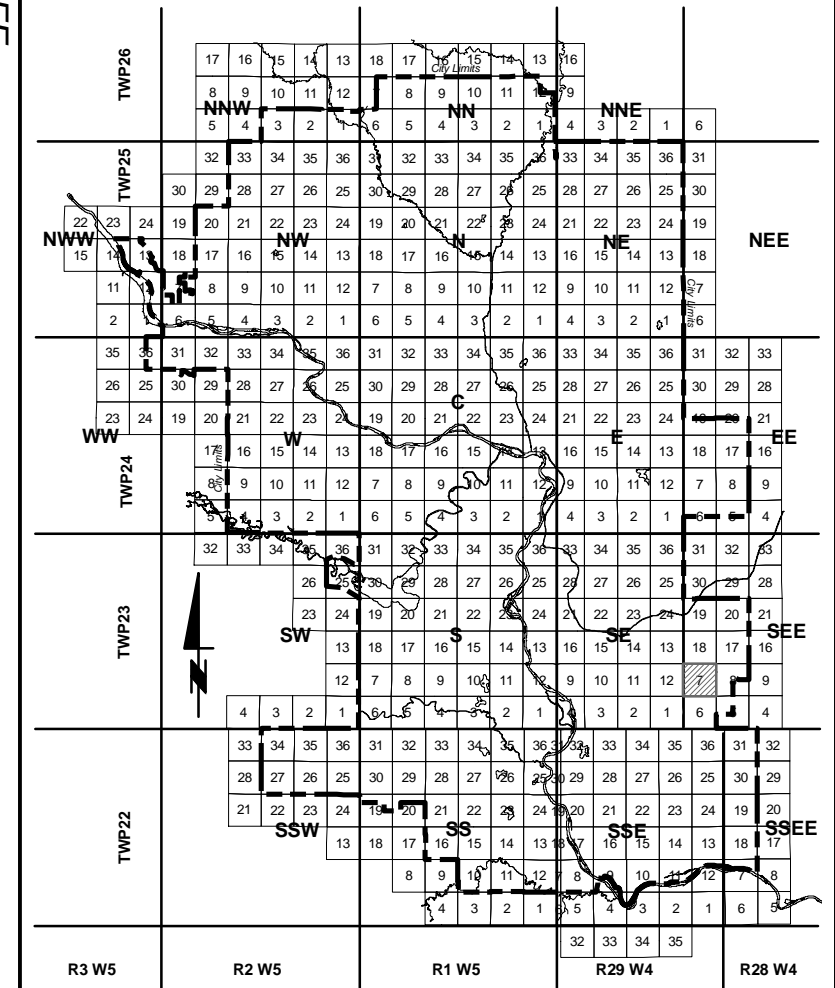 TWP26
17 16 15 14 13 18 17 16 15 14 13 16
City Limits
8 9 10 11 12 8 9 10 11 12 9
NNW NN NNE
5 4 3 2 1 6 5 4 3 2 1 4 3 2 1 6
TWP25
32 33 34 35 36 31 32 33 34 35 36 33 34 35 36 31
30 29 28 27 26 25 30 29 28 27 26 25 28 27 26 25 30
22 23 24 19 20 21 22 23 24 19 20 21 22 23 24 21 22 23 24 19
NWW NW N NE NEE
15 14 13 18 17 16 15 14 13 18 17 16 15 14 13 16 15 14 13 18
11 8 9 10 11 12 7 8 9 10 11 12 9 10 11 12 7
City Limits
2 6 5 4 3 2 1 6 5 4 3 2 1 4 3 2 1 6
35 36 31 32 33 34 35 36 31 32 33 34 35 36 33 34 35 36 31 32 33
26 25 30 29 28 27 26 25 30 29 28 27 26 25 28 27 26 25 30 29 28
C
23 24 19 20 21 22 23 24 19 20 21 22 23 24 21 22 23 24 19 20 21
WW W E EE
17 16 15 14 13 18 17 16 15 14 13 16 15 14 13 18 17 16
City Limits
TWP24
8 9 10 11 12 7 8 9 10 11 12 9 10 11 12 7 8 9
5 4 3 2 1 6 5 4 3 2 1 4 3 2 1 6 5 4
32 33 34 35 36 31 32 33 34 35 36 33 34 35 36 31 32 33
26 25 30 29 28 27 26 25 28 27 26 25 30 29 28
TWP23
23 24 19 20 21 22 23 24 21 22 23 24 19 20 21
SW S SE SEE
13 18 17 16 15 14 13 16 15 14 13 18 17 16
N
12 7 8 9 10 11 12 9 10 11 12 7 8 9
4 3 2 1 6 5 4 3 2 1 4 3 2 1 6 4
33 34 35 36 31 32 33 34 35 36 31 32 33 34 35 36 31 32
28 27 26 25 30 29 28 27 26 25 30 29 28 27 26 25 30 29
21 22 23 24 19 20 21 22 23 24 19 20 21 22 23 24 19 20
TWP22
SSW SS SSE SSEE
13 18 17 16 15 14 13 18 17 16 15 14 13 18 17
8 9 10 11 12 7 8 9 10 11 12 7 8
4 3 2 1 5 4 3 2 1 6 5
32 33 34 35
R3 W5 R2 W5 R1 W5 R29 W4 R28 W4